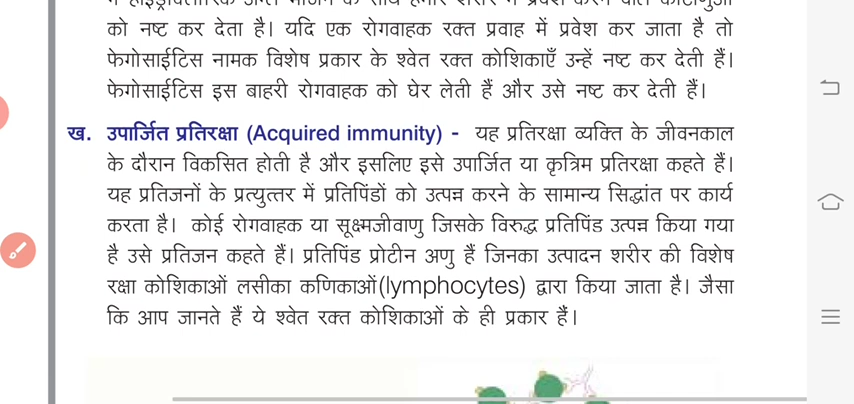 को नष्ट कर देता है। यदि एक रोगवाहक रक्त प्रवाह में प्रवेश कर जाता है तो
फेगोसाईटिस नामक विशेष प्रकार के श्वेत रक्त कोशिकाएँ उन्हें नष्ट कर देती हैं।
फेगोसाईटिस इस बाहरी रोगवाहक को घेर लेती हैं और उसे नष्ट कर देती हैं।
ख. उपार्जित प्रतिरक्षा (Acquired immunity) - यह प्रतिरक्षा व्यक्ति के जीवनकाल
के दौरान विकसित होती है और इसलिए इसे उपार्जित या कृत्रिम प्रतिरक्षा कहते हैं।
यह प्रतिजनों के प्रत्युत्तर में प्रतिपिंडों को उत्पन्न करने के सामान्य सिद्धांत पर कार्य
करता है। कोई रोगवाहक या सूक्ष्मजीवाणु जिसके विरुद्ध प्रतिपिंड उत्पन्न किया गया
है उसे प्रतिजन कहते हैं। प्रतिपिंड प्रोटीन अणु हैं जिनका उत्पादन शरीर की विशेष
रक्षा कोशिकाओं लसीका कणिकाओं(lymphocytes) द्वारा किया जाता है। जैसा
कि आप जानते हैं ये श्वेत रक्त कोशिकाओं के ही प्रकार हैं।